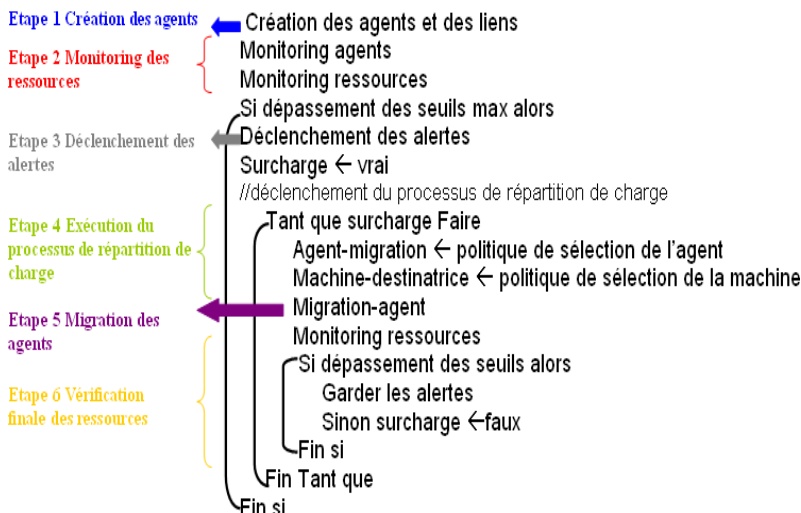 Etape 1 Création des agents
Création des agents et des liens
Etape 2 Monitoring des
ressources
Monitoring agents
Monitoring ressources
Si dépassement des seuils max alors
Etape 3 Déclenchement des
alertes
Déclenchement des alertes
Surcharge ← vrai
//déclenchement du processus de répartition de charge
Etape 4 Exécution du
processus de répartition de
charge
Tant que surcharge Faire
Agent-migration ← politique de sélection de l'agent
Machine-destinatrice ← politique de sélection de la machine
Etape 5 Migration des
agents
Migration-agent
Monitoring ressources
Etape 6 Vérification
finale des ressources
Si dépassement des seuils alors
Garder les alertes
Sinon surcharge ←faux
Fin si
Fin Tant que
Fin si